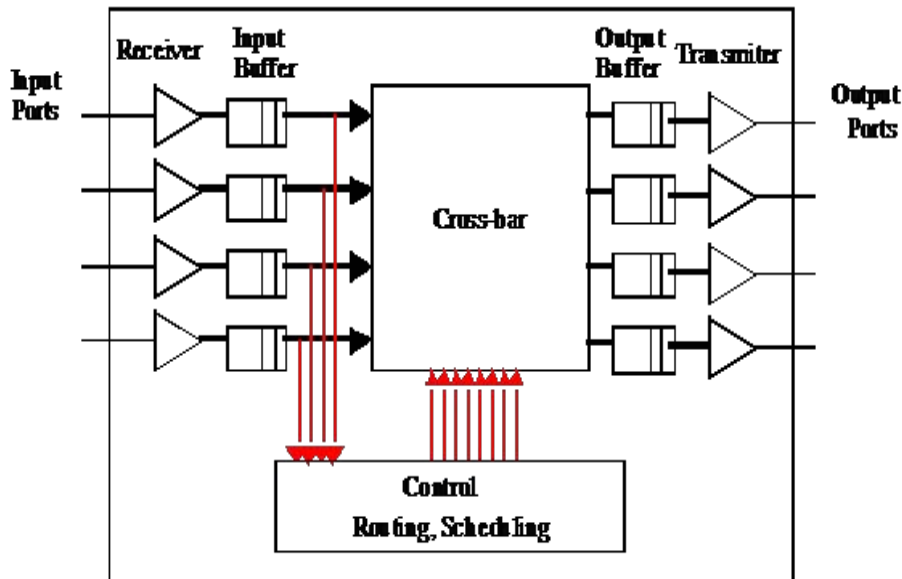 Receiver
Input
Buffer
Output
Buffer
Transmiter
Input
Ports
Output
Ports
Cross-bar
Control
Routing, Scheduling